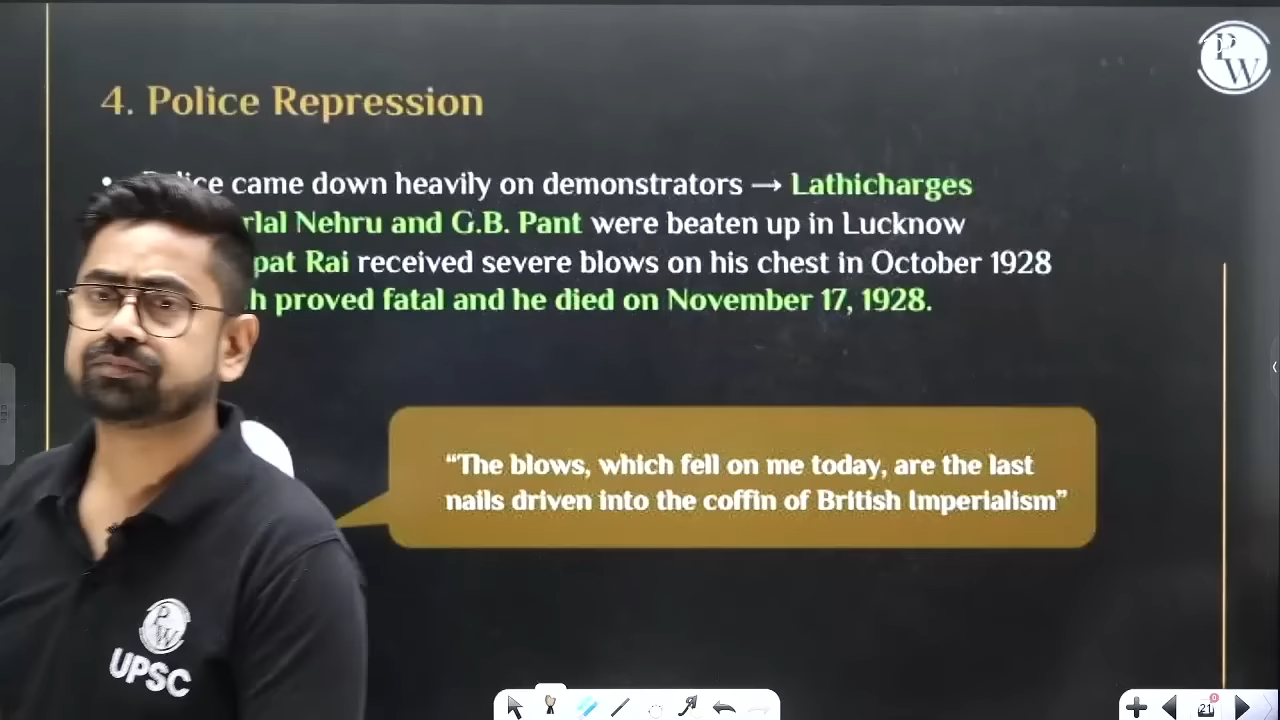 PW
4. Police Repression
• Police came down heavily on demonstrators → Lathicharges
rlal Nehru and G.B. Pant were beaten up in Lucknow
pat Rai received severe blows on his chest in October 1928
h proved fatal and he died on November 17, 1928.
“The blows, which fell on me today, are the last
nails driven into the coffin of British Imperialism”
PW
UPSC
21